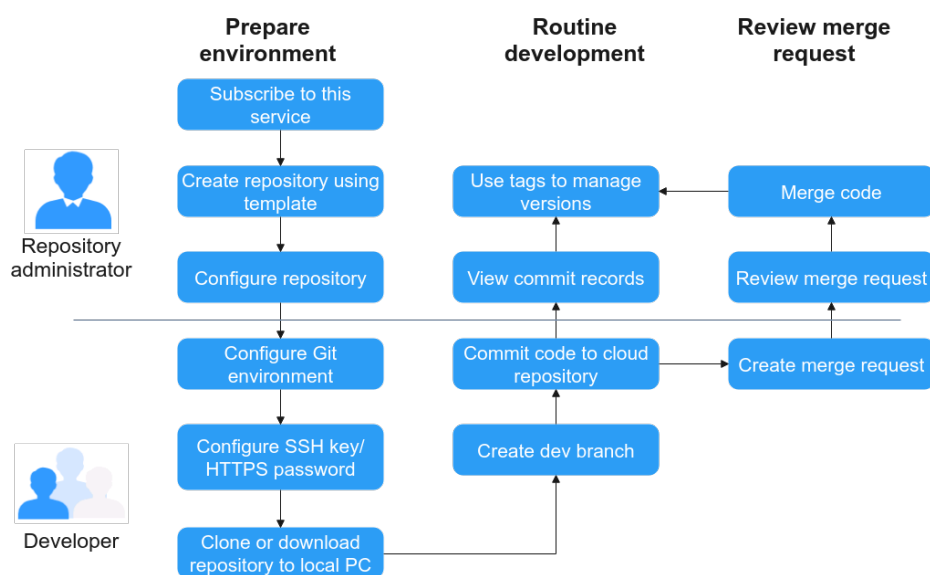 Prepare
environment
Routine
development
Review merge
request
Subscribe to this
service
Create repository using
template
Use tags to manage
versions
Merge code
Repository
administrator
Configure repository
View commit records
Review merge request
Configure Git
environment
Commit code to cloud
repository
Create merge request
Configure SSH key/
HTTPS password
Create dev branch
Developer
Clone or download
repository to local PC